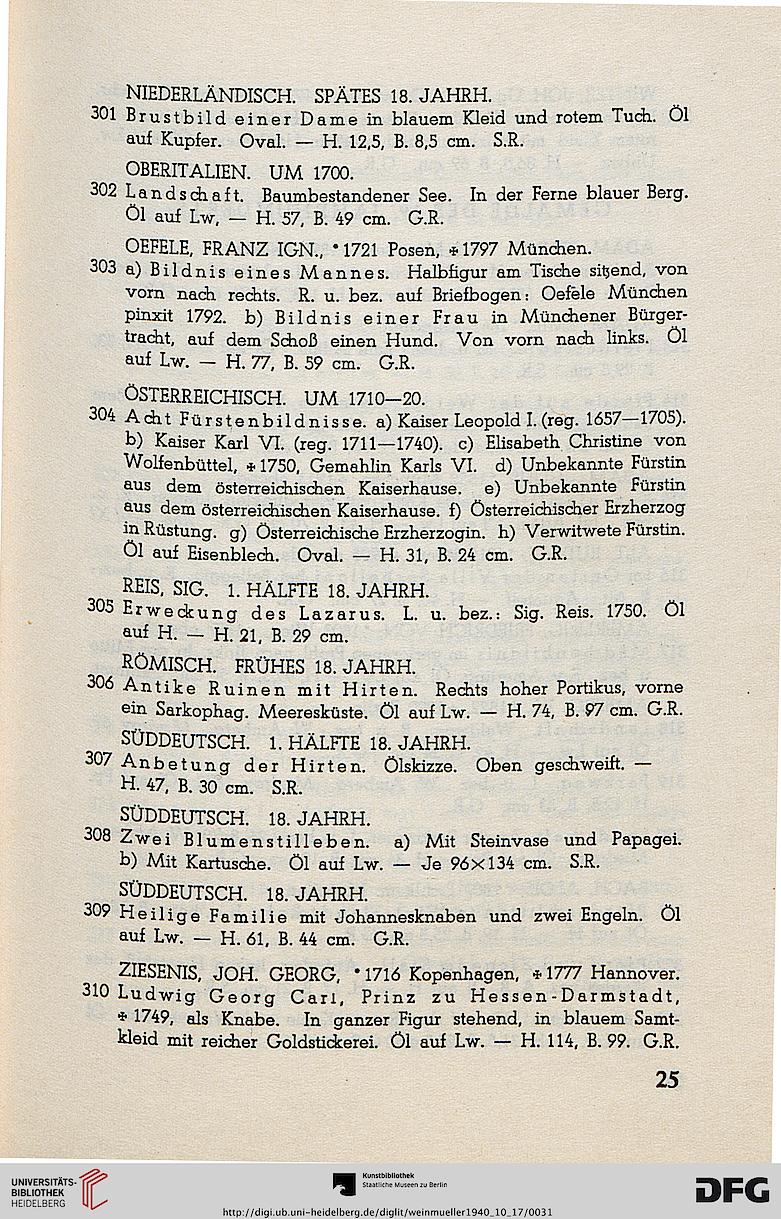 NIEDERLÄNDISCH. SPÄTES 18. JAHRH.
301 Brustbild einer Dame in blauem Kleid und rotem Tuch. Öl
auf Kupfer. Oval. — H. 12,5, B. 8,5 cm. S.R.
OBERITALIEN. UM 1700.
302 Landschaft. Baumbestandener See. In der Ferne blauer Berg.
Öl auf Lw, — H. 57, B. 49 cm. G.R.
OEFELE, FRANZ IGN., *1721 Posen, ✠1797 München.
303 a) Bildnis eines Mannes. Halbfigur am Tische sitzend, von
vorn nach rechts. R. u. bez. auf Briefbogen: Oefele München
pinxit 1792. b) Bildnis einer Frau in Münchener Bürger-
tracht, auf dem Schoß einen Hund. Von vorn nach links. Öl
auf Lw. — H. 77, B. 59 cm. G.R.
ÖSTERREICHISCH. UM 1710—20.
304 Acht Fürstenbildnisse. a) Kaiser Leopold I. (reg. 1657—1705).
b) Kaiser Karl VI. (reg. 1711—1740). c) Elisabeth Christine von
Wolfenbüttel, ✠1750, Gemahlin Karls VI. d) Unbekannte Fürstin
aus dem österreichischen Kaiserhause. e) Unbekannte Fürstin
aus dem österreichischen Kaiserhause. f) Österreichischer Erzherzog
in Rüstung. g) Österreichische Erzherzogin. h) Verwitwete Fürstin.
Öl auf Eisenblech. Oval. — H. 31, B. 24 cm. G.R.
REIS, SIG. 1. HÄLFTE 18. JAHRH.
305 Erweckung des Lazarus. L. u. bez.: Sig. Reis. 1750. Öl
auf H. — H. 21, B. 29 cm.
RÖMISCH. FRÜHES 18. JAHRH.
306 Antike Ruinen mit Hirten. Rechts hoher Portikus, vorne
ein Sarkophag. Meeresküste. Öl auf Lw. — H. 74, B. 97 cm. G.R.
SÜDDEUTSCH. 1. HÄLFTE 18. JAHRH.
307 Anbetung der Hirten. Ölskizze. Oben geschweift. —
H. 47, B. 30 cm. S.R.
SÜDDEUTSCH. 18. JAHRH.
308 Zwei Blumenstilleben. a) Mit Steinvase und Papagei.
b) Mit Kartusche. Öl auf Lw. — Je 96×134 cm. S.R.
SÜDDEUTSCH. 18. JAHRH.
309 Heilige Familie mit Johannesknaben und zwei Engeln. Öl
auf Lw. — H. 61, B. 44 cm. G.R.
ZIESENIS, JOH. GEORG, *1716 Kopenhagen, ✠1777 Hannover.
310 Ludwig Georg Carl, Prinz zu Hessen-Darmstadt,
✠1749, als Knabe. In ganzer Figur stehend, in blauem Samt-
kleid mit reicher Goldstickerei. Öl auf Lw. — H. 114, B. 99. G.R.
25
UNIVERSITÄTS-
BIBLIOTHEK
HEIDELBERG
Kunstbibliothek
Staatliche Museen zu Berlin
DFG
http://digi.ub.uni-heidelberg.de/diglit/weinmueller1940_10_17/0031